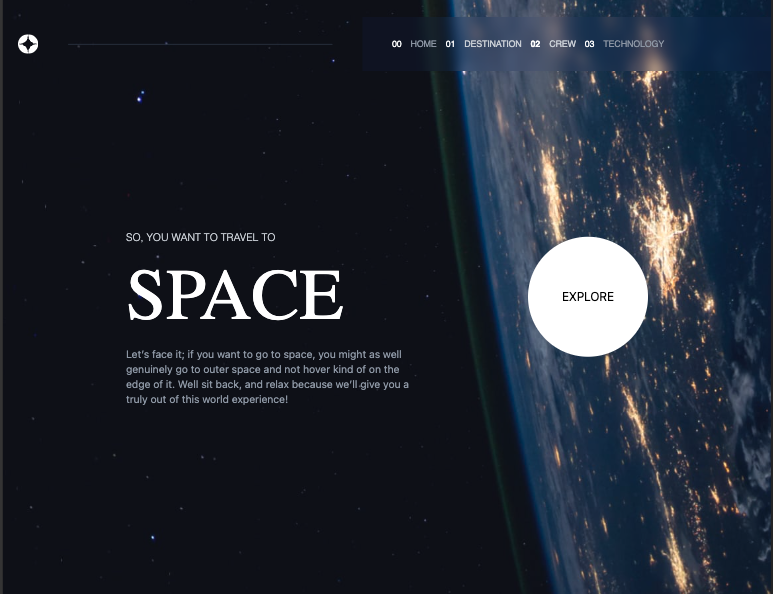 00 HOME 01 DESTINATION 02 CREW 03 TECHNOLOGY
SO, YOU WANT TO TRAVEL TO
SPACE
EXPLORE
Let's face it; if you want to go to space, you might as well
genuinely go to outer space and not hover kind of on the
edge of it. Well sit back, and relax because we'll give you a
truly out of this world experience!